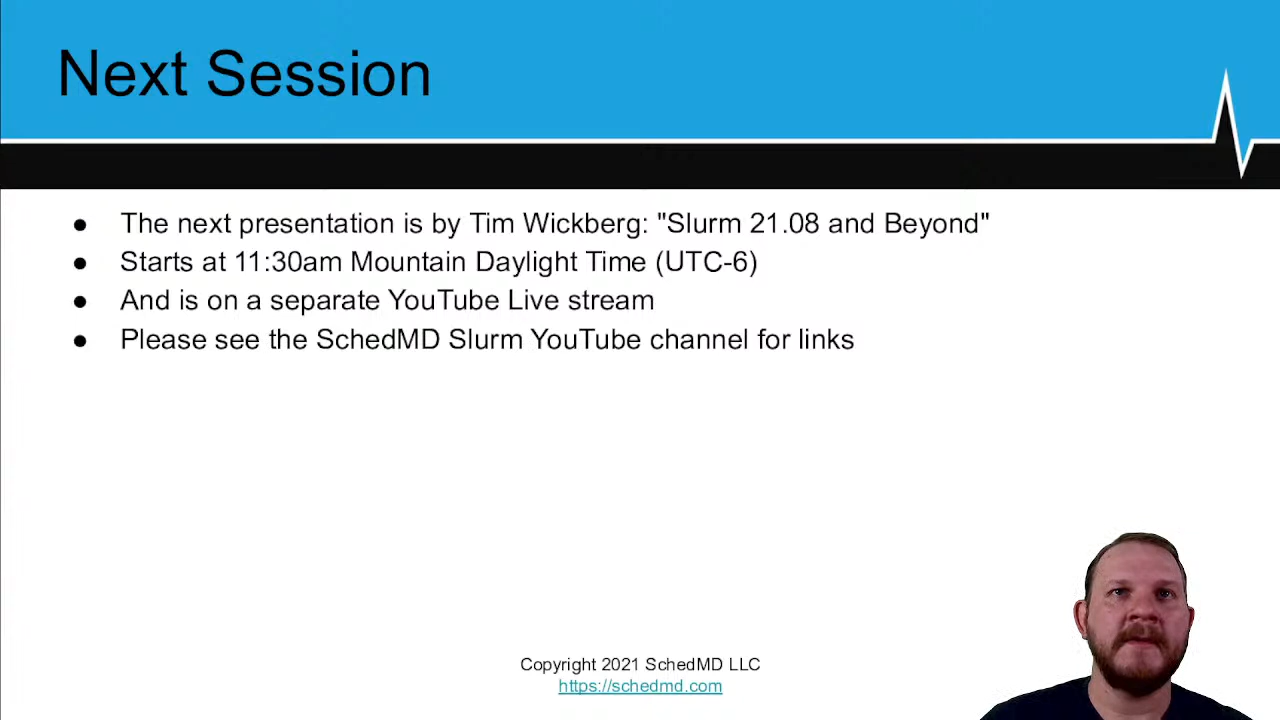 Next Session
● The next presentation is by Tim Wickberg: "Slurm 21.08 and Beyond"
● Starts at 11:30am Mountain Daylight Time (UTC-6)
● And is on a separate YouTube Live stream
● Please see the SchedMD Slurm YouTube channel for links
Copyright 2021 SchedMD LLC
https://schedmd.com